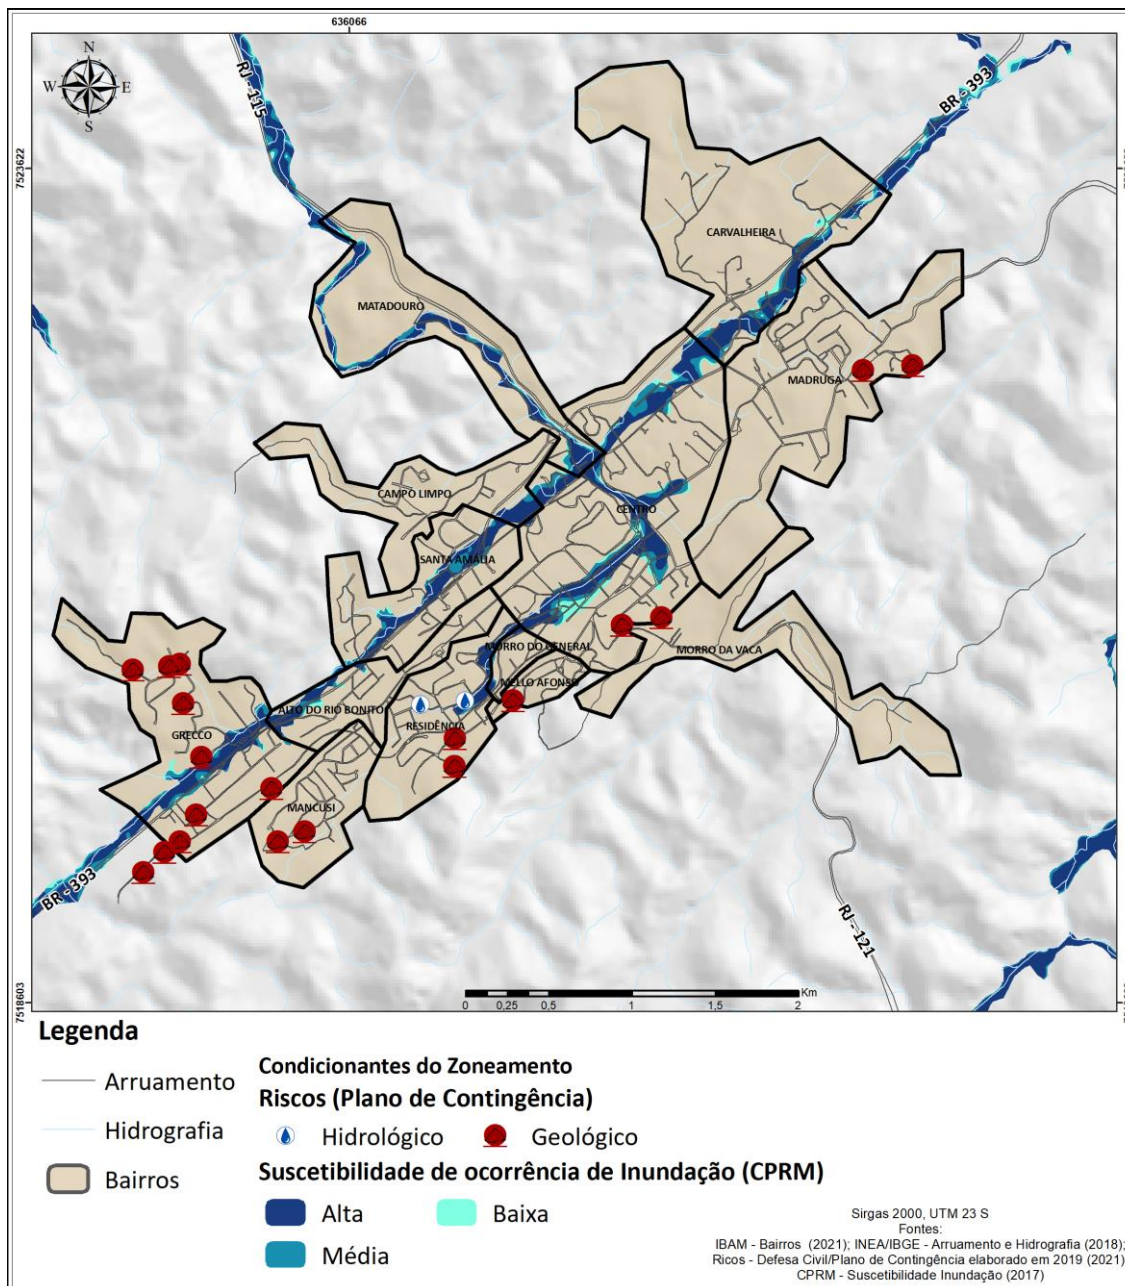 636066
N
W E
S
RJ - 115
BR - 393
7523622
CARVALHEIRA
MATADOURO
MADRUGA
CAMPO LIMPO
CENTRO
SANTA AMÁLIA
MORRO DO GENERAL
MORRO DA VACA
MELLO AFONSO
ALTO DO RIO BONITO
RESIDÊNCIA
GRECCO
MANCUSI
BR - 393
RJ - 121
7518603
Km
0 0,25 0,5 1 1,5 2
Legenda
Arruamento
Hidrografia
Bairros
Condicionantes do Zoneamento
Riscos (Plano de Contingência)
Hidrológico Geológico
Suscetibilidade de ocorrência de Inundação (CPRM)
Alta Baixa
Média
Sirgas 2000, UTM 23 S
Fontes:
IBAM - Bairros (2021); INEA/IBGE - Arruamento e Hidrografia (2018);
Ricos - Defesa Civil/Plano de Contingência elaborado em 2019 (2021)
CPRM - Suscetibilidade Inundação (2017)